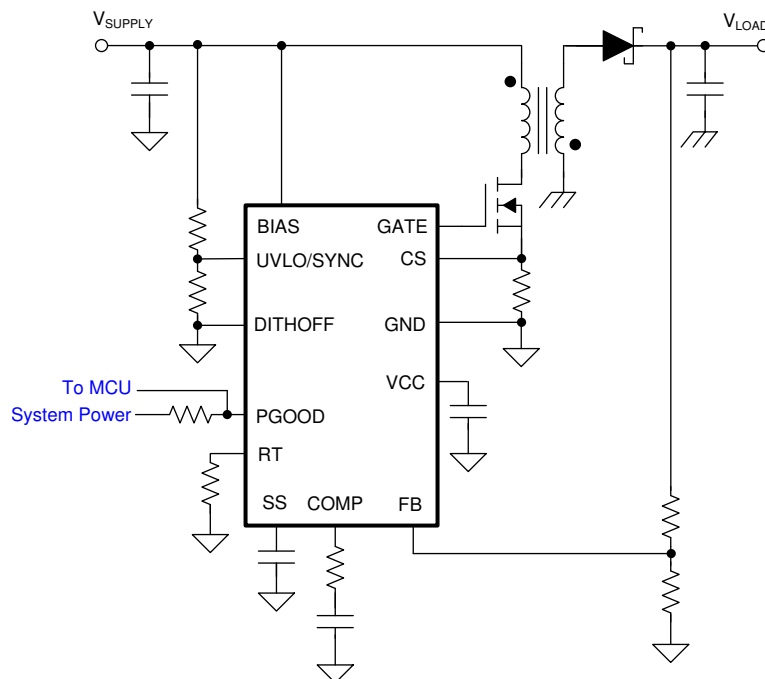 VSUPPLY
VLOAD
BIAS
GATE
UVLO/SYNC
CS
DITHOFF
GND
VCC
To MCU
System Power
PGOOD
RT
SS
COMP
FB